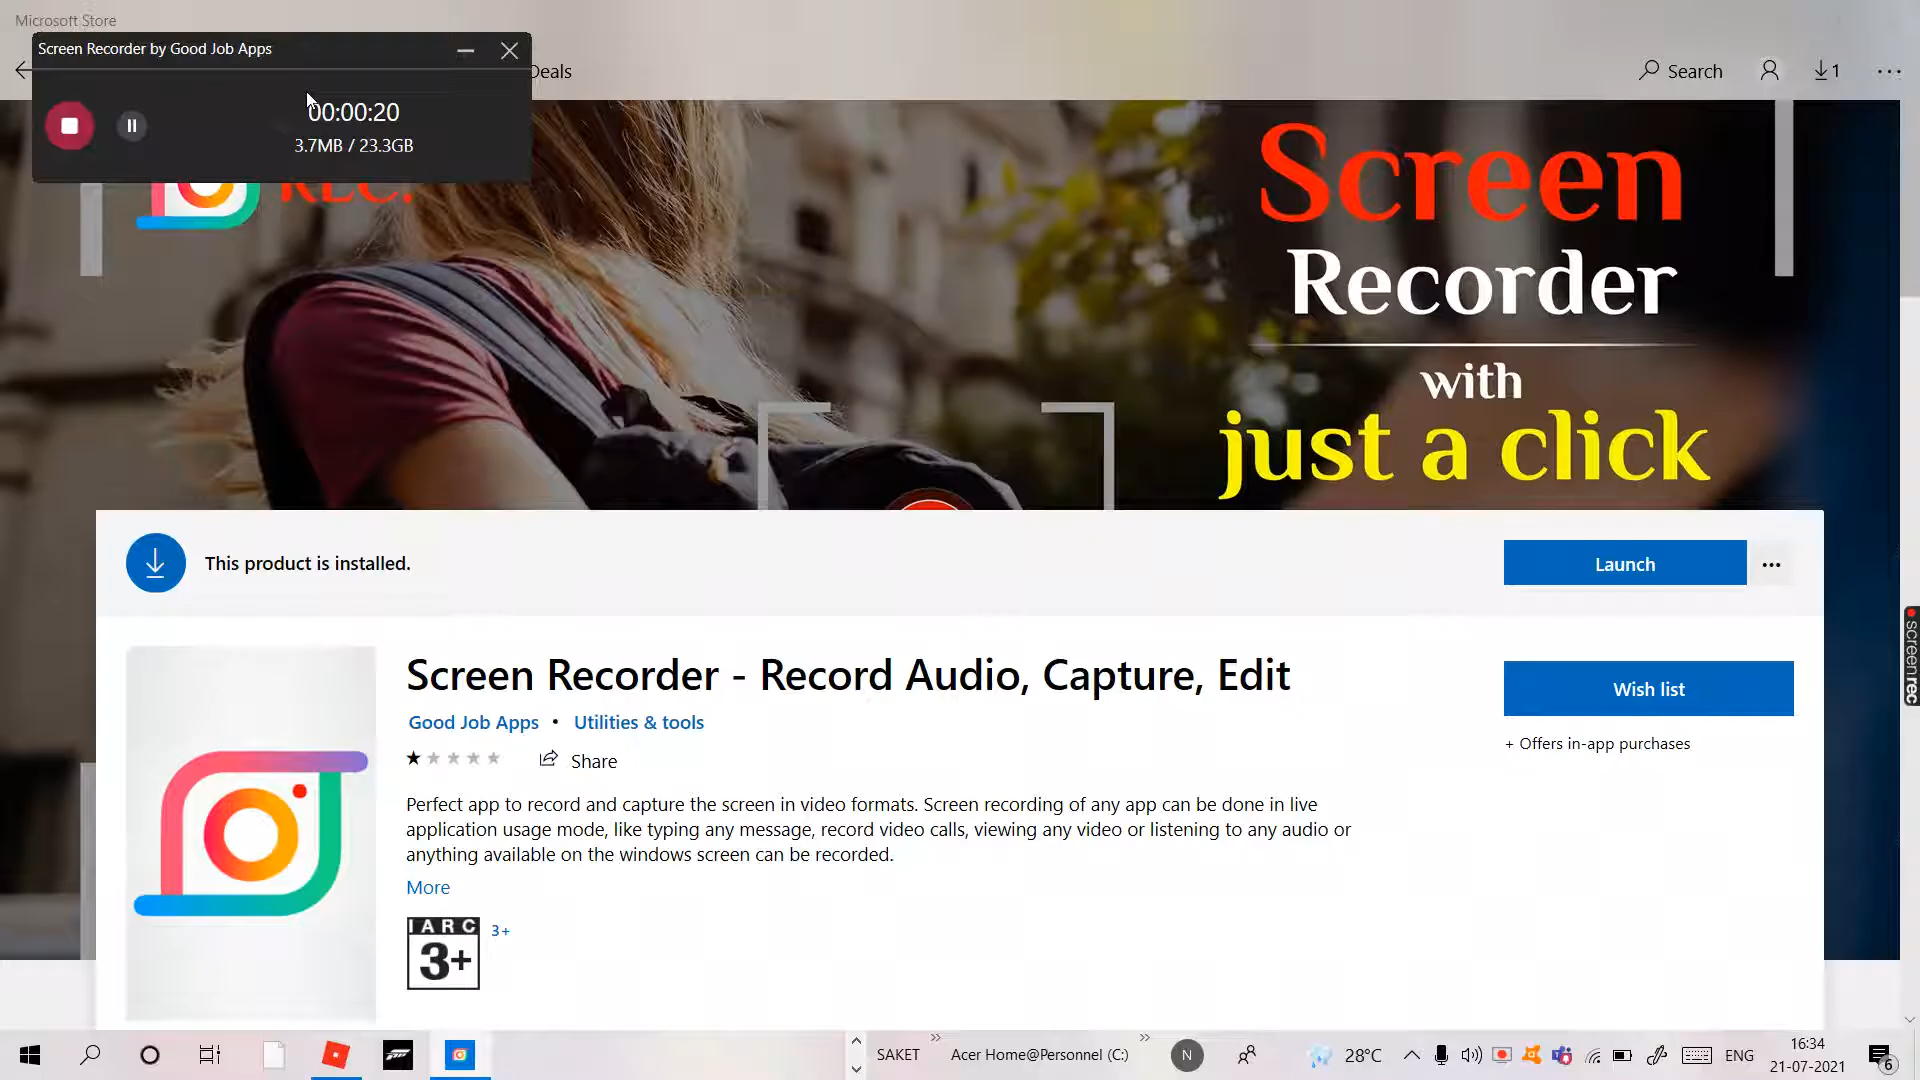 Microsoft Store
Screen Recorder by Good Job Apps
Deals
Search
1
00:00:20
3.7MB / 23.3GB
REC.
Screen
Recorder
with
just a click
This product is installed.
Launch
Screen Recorder - Record Audio, Capture, Edit
Wish list
Good Job Apps • Utilities & tools
+ Offers in-app purchases
Share
Perfect app to record and capture the screen in video formats. Screen recording of any app can be done in live
application usage mode, like typing any message, record video calls, viewing any video or listening to any audio or
anything available on the windows screen can be recorded.
More
IARC
3+
3+
screenrec
SAKET
Acer Home@Personnel (C:)
N
28°C
ENG
16:34
21-07-2021
6